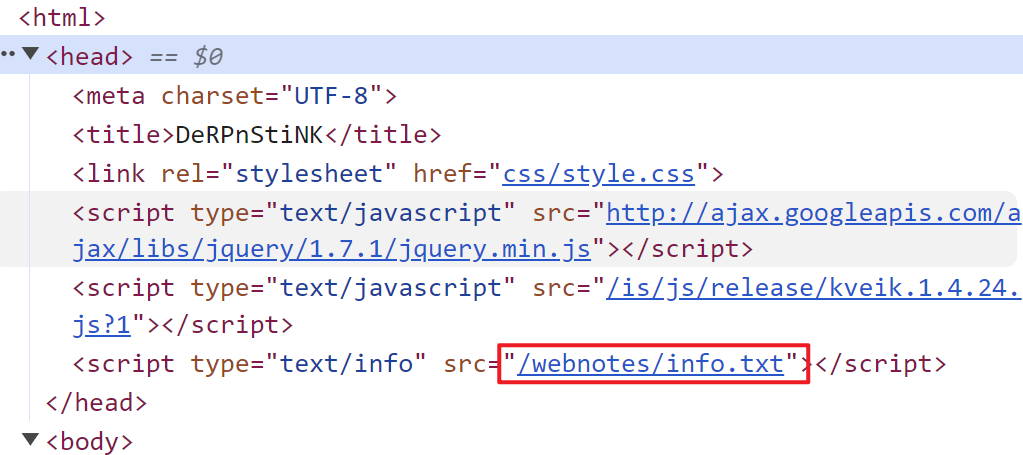 <html>
<head> == $0
<meta charset="UTF-8">
<title>DeRPnStiNK</title>
<link rel="stylesheet" href="css/style.css">
<script type="text/javascript" src="http://ajax.googleapis.com/a
jax/libs/jquery/1.7.1/jquery.min.js"></script>
<script type="text/javascript" src="/is/js/release/kveik.1.4.24.
js?1"></script>
<script type="text/info" src="/webnotes/info.txt"></script>
</head>
<body>